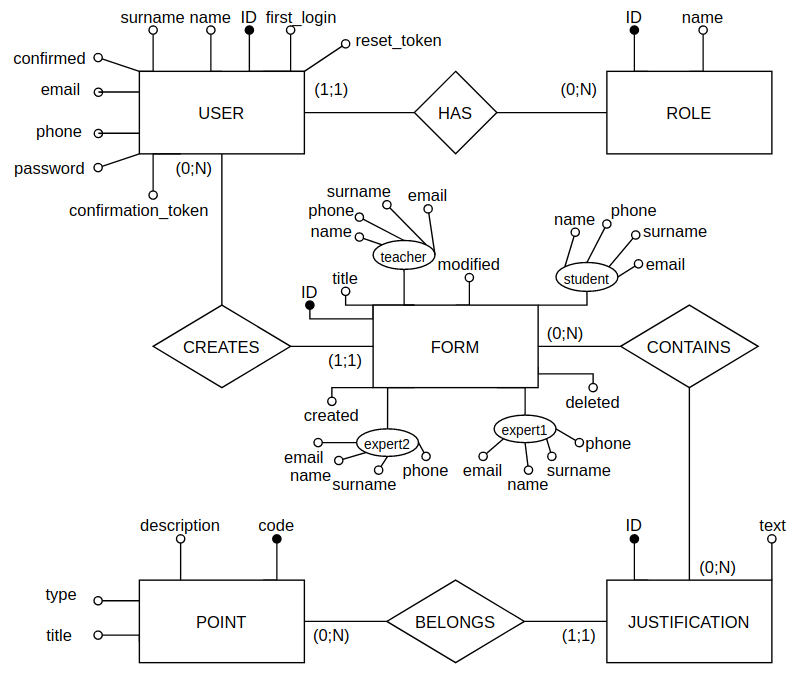 surname name ID first_login
reset_token
ID name
confirmed
email
phone
password
confirmation_token
USER
(1;1)
HAS
(0;N)
ROLE
(0;N)
surname
email
phone
name
teacher
modified
name
phone
surname
email
student
ID
title
CREATES
(1;1)
FORM
(0;N)
CONTAINS
created
deleted
expert2
email
name
surname
phone
expert1
phone
email
name
surname
description
code
type
title
POINT
(0;N)
BELONGS
(1;1)
ID
text
(0;N)
JUSTIFICATION